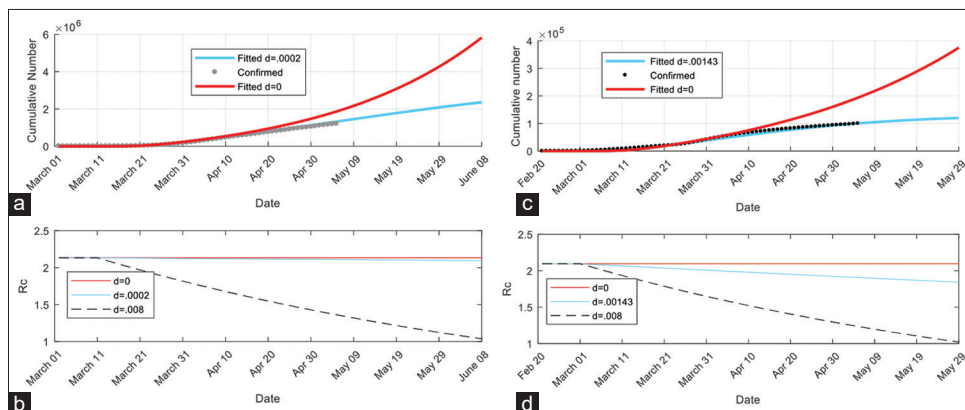 ×10⁶
6
4
2
0
Cumulative Number
Fitted d=.0002
Confirmed
Fitted d=0
March 01
March 11
March 21
March 31
Apr 10
Apr 20
Apr 30
May 09
May 19
May 29
June 08
Date
a
2.5
2
1.5
1
Rc
d=0
d=.0002
d=.008
March 01
March 11
March 21
March 31
Apr 10
Apr 20
Apr 30
May 09
May 19
May 29
June 08
Date
b
×10⁵
5
4
3
2
1
0
Cumulative number
Fitted d=.00143
Confirmed
Fitted d=0
Feb 20
March 01
March 11
March 21
March 31
Apr 10
Apr 20
Apr 30
May 09
May 19
May 29
Date
c
2.5
2
1.5
1
Rc
d=0
d=.00143
d=.008
Feb 20
March 01
March 11
March 21
March 31
Apr 10
Apr 20
Apr 30
May 09
May 19
May 29
Date
d